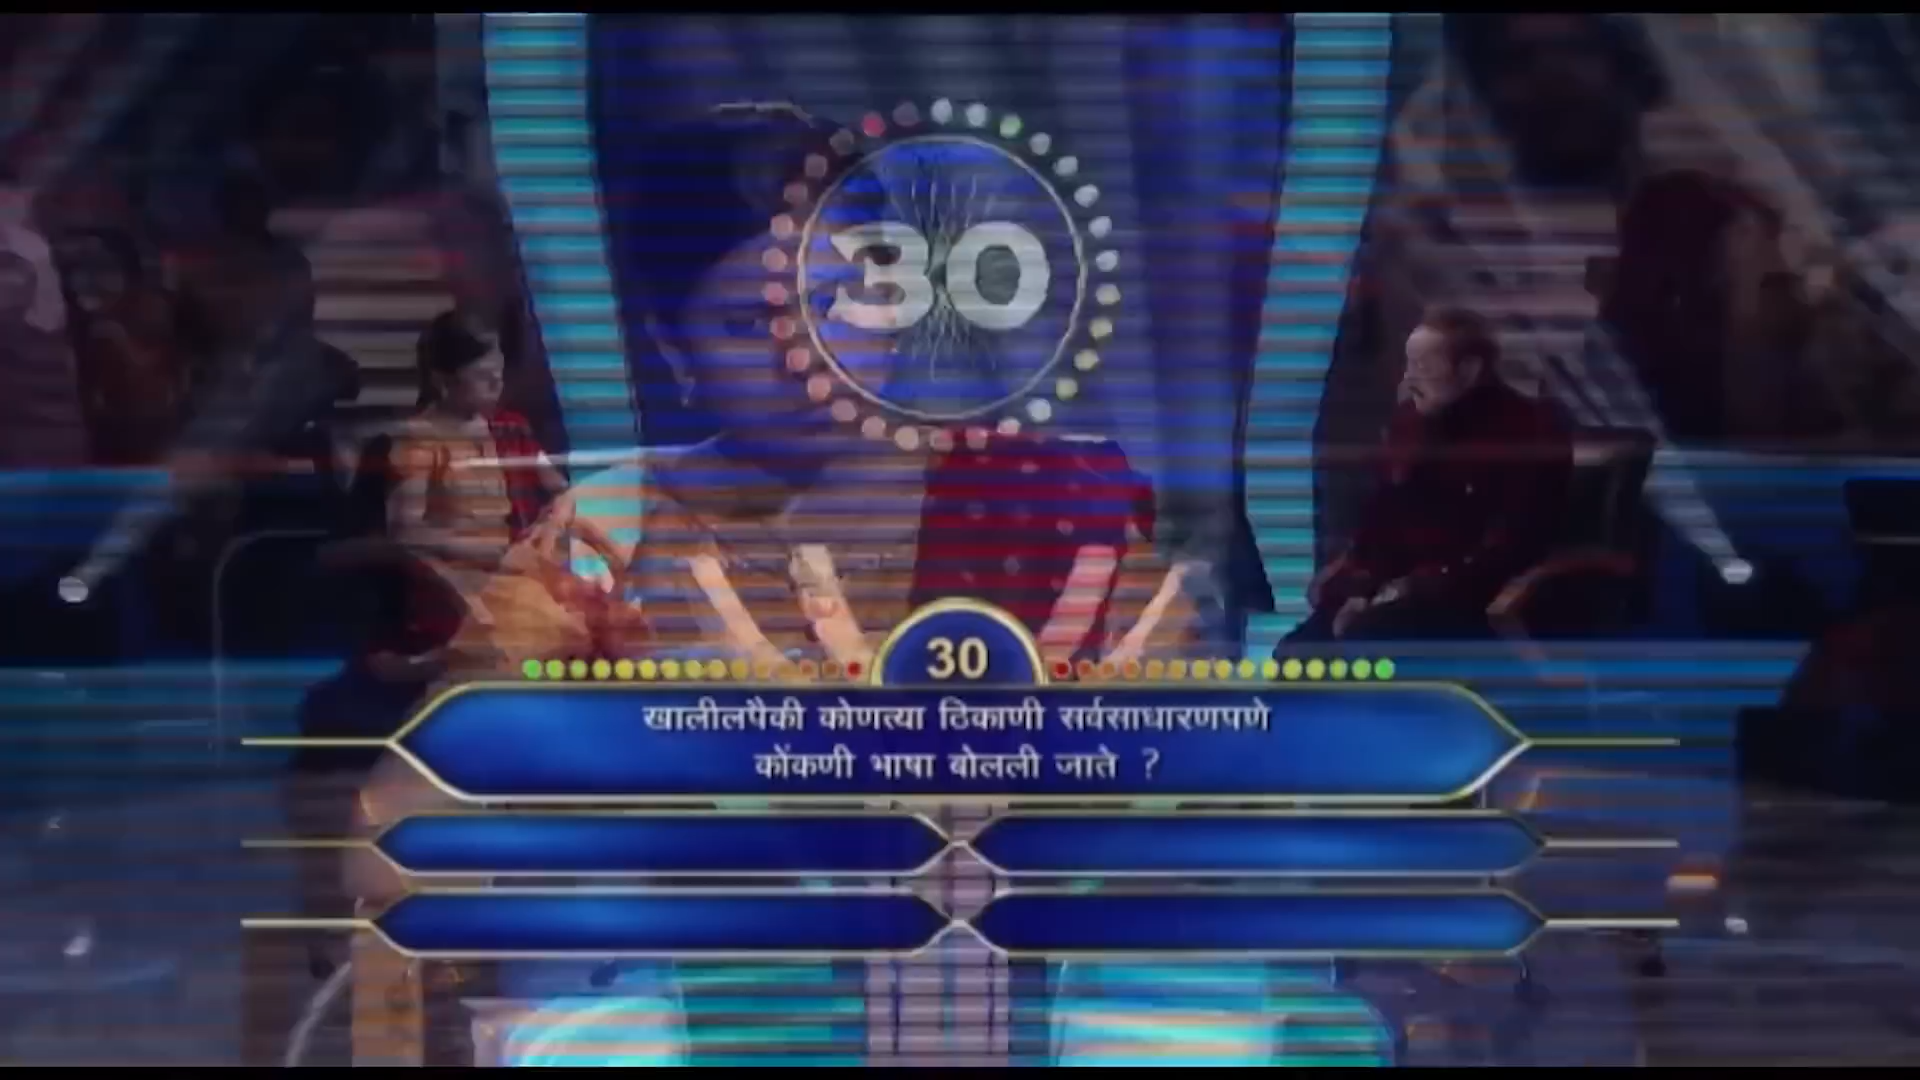 30
30
खालीलपैकी कोणत्या ठिकाणी सर्वसाधारणपणे
कोंकणी भाषा बोलली जाते ?